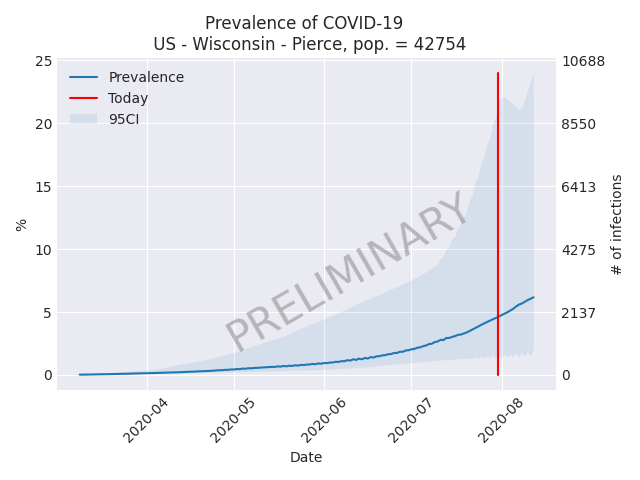 Prevalence of COVID-19
US - Wisconsin - Pierce, pop. = 42754
Prevalence
Today
95CI
PRELIMINARY
25
20
15
10
5
0
%
10688
8550
6413
4275
2137
0
# of infections
2020-04
2020-05
2020-06
2020-07
2020-08
Date